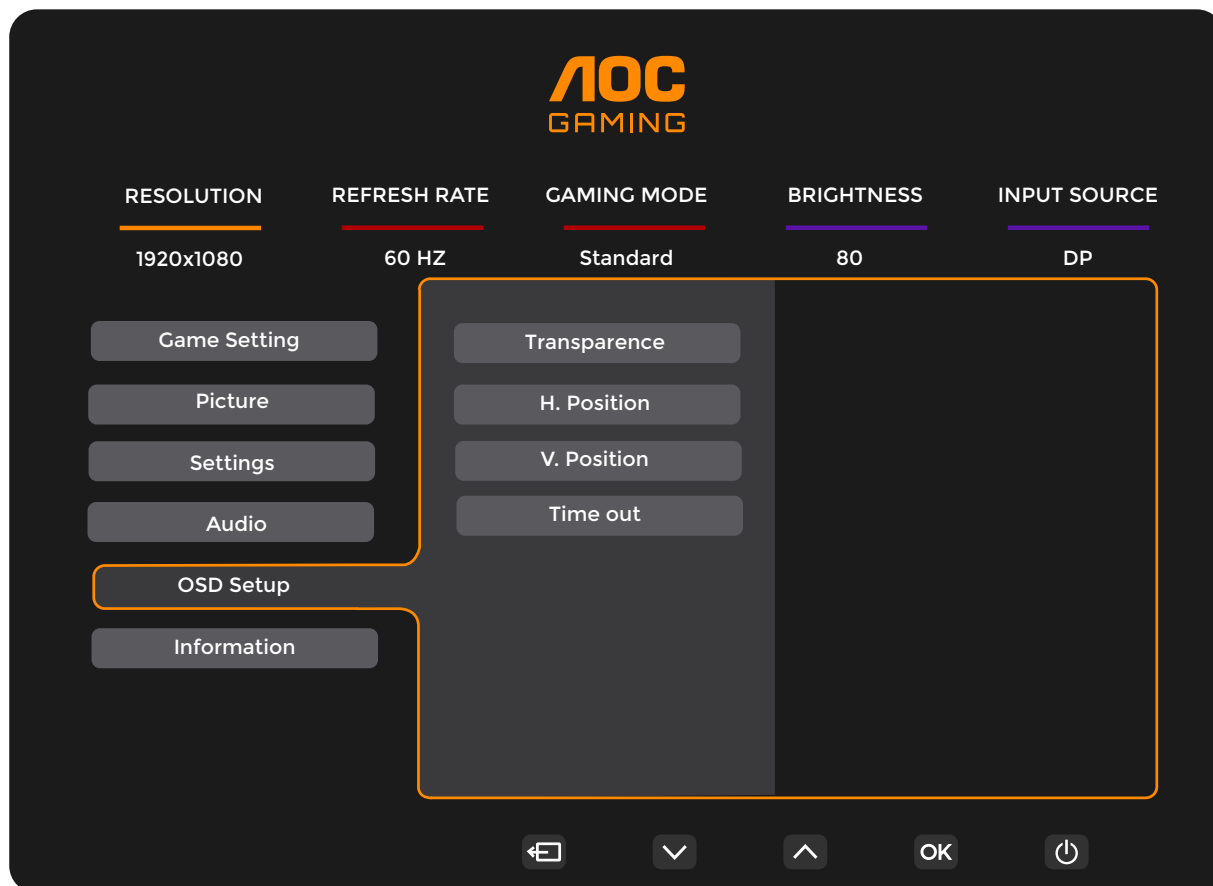 AOC
GAMING
RESOLUTION REFRESH RATE GAMING MODE BRIGHTNESS INPUT SOURCE
1920x1080 60 HZ Standard 80 DP
Game Setting
Picture
Settings
Audio
OSD Setup
Information
Transparence
H. Position
V. Position
Time out
OK